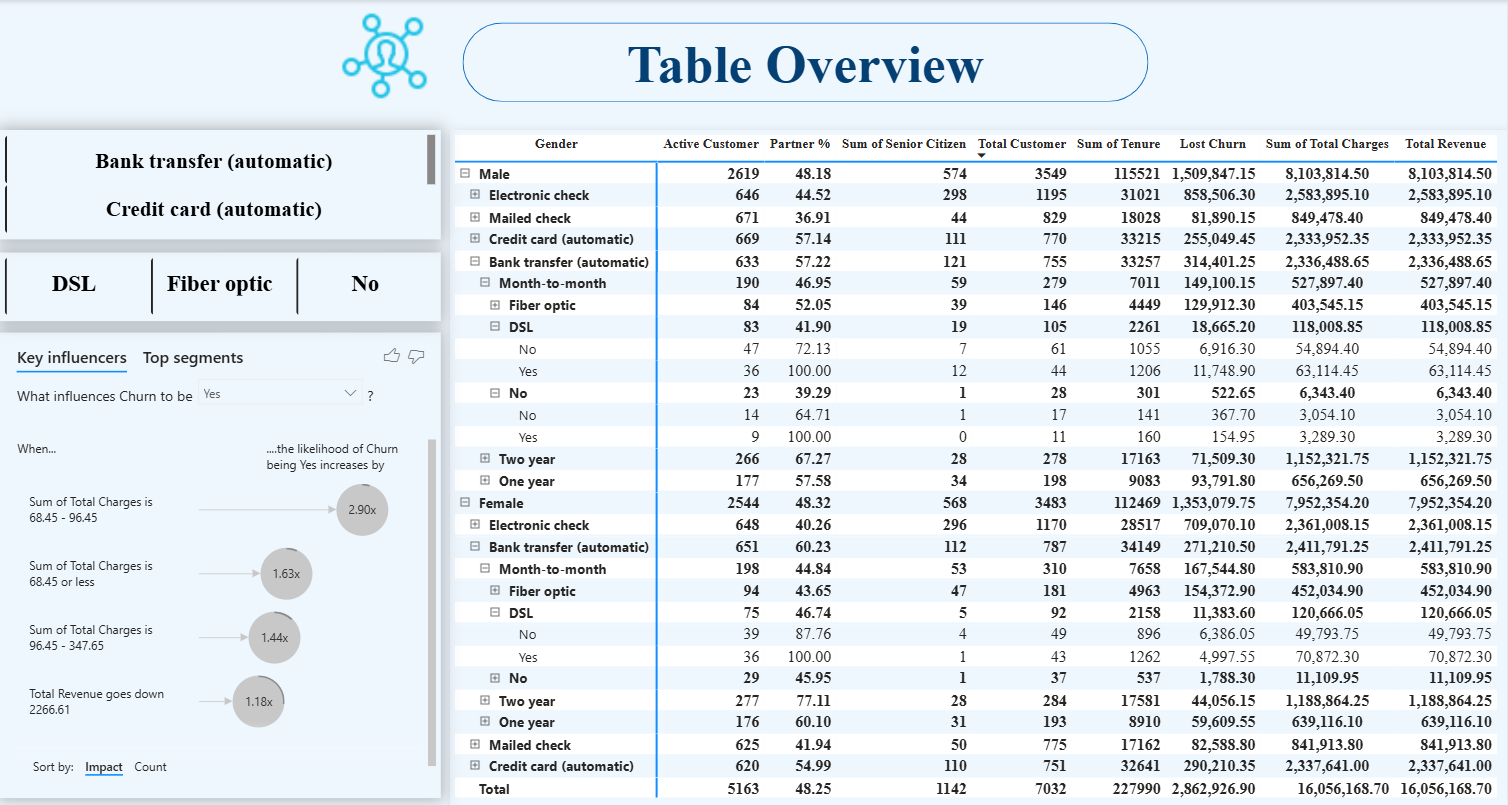 Table Overview
Bank transfer (automatic)
Credit card (automatic)
DSL Fiber optic No
Key influencers Top segments
What influences Churn to be Yes ?
When...
....the likelihood of Churn
being Yes increases by
Sum of Total Charges is
68.45 - 96.45
2.90x
Sum of Total Charges is
68.45 or less
1.63x
Sum of Total Charges is
96.45 - 347.65
1.44x
Total Revenue goes down
2266.61
1.18x
Sort by: Impact Count
Gender Active Customer Partner % Sum of Senior Citizen Total Customer Sum of Tenure Lost Churn Sum of Total Charges Total Revenue
Male 2619 48.18 574 3549 115521 1,509,847.15 8,103,814.50 8,103,814.50
Electronic check 646 44.52 298 1195 31021 858,506.30 2,583,895.10 2,583,895.10
Mailed check 671 36.91 44 829 18028 81,890.15 849,478.40 849,478.40
Credit card (automatic) 669 57.14 111 770 33215 255,049.45 2,333,952.35 2,333,952.35
Bank transfer (automatic) 633 57.22 121 755 33257 314,401.25 2,336,488.65 2,336,488.65
Month-to-month 190 46.95 59 279 7011 149,100.15 527,897.40 527,897.40
Fiber optic 84 52.05 39 146 4449 129,912.30 403,545.15 403,545.15
DSL 83 41.90 19 105 2261 18,665.20 118,008.85 118,008.85
No 47 72.13 7 61 1055 6,916.30 54,894.40 54,894.40
Yes 36 100.00 12 44 1206 11,748.90 63,114.45 63,114.45
No 23 39.29 1 28 301 522.65 6,343.40 6,343.40
No 14 64.71 1 17 141 367.70 3,054.10 3,054.10
Yes 9 100.00 0 11 160 154.95 3,289.30 3,289.30
Two year 266 67.27 28 278 17163 71,509.30 1,152,321.75 1,152,321.75
One year 177 57.58 34 198 9083 93,791.80 656,269.50 656,269.50
Female 2544 48.32 568 3483 112469 1,353,079.75 7,952,354.20 7,952,354.20
Electronic check 648 40.26 296 1170 28517 709,070.10 2,361,008.15 2,361,008.15
Bank transfer (automatic) 651 60.23 112 787 34149 271,210.50 2,411,791.25 2,411,791.25
Month-to-month 198 44.84 53 310 7658 167,544.80 583,810.90 583,810.90
Fiber optic 94 43.65 47 181 4963 154,372.90 452,034.90 452,034.90
DSL 75 46.74 5 92 2158 11,383.60 120,666.05 120,666.05
No 39 87.76 4 49 896 6,386.05 49,793.75 49,793.75
Yes 36 100.00 1 43 1262 4,997.55 70,872.30 70,872.30
No 29 45.95 1 37 537 1,788.30 11,109.95 11,109.95
Two year 277 77.11 28 284 17581 44,056.15 1,188,864.25 1,188,864.25
One year 176 60.10 31 193 8910 59,609.55 639,116.10 639,116.10
Mailed check 625 41.94 50 775 17162 82,588.80 841,913.80 841,913.80
Credit card (automatic) 620 54.99 110 751 32641 290,210.35 2,337,641.00 2,337,641.00
Total 5163 48.25 1142 7032 227990 2,862,926.90 16,056,168.70 16,056,168.70